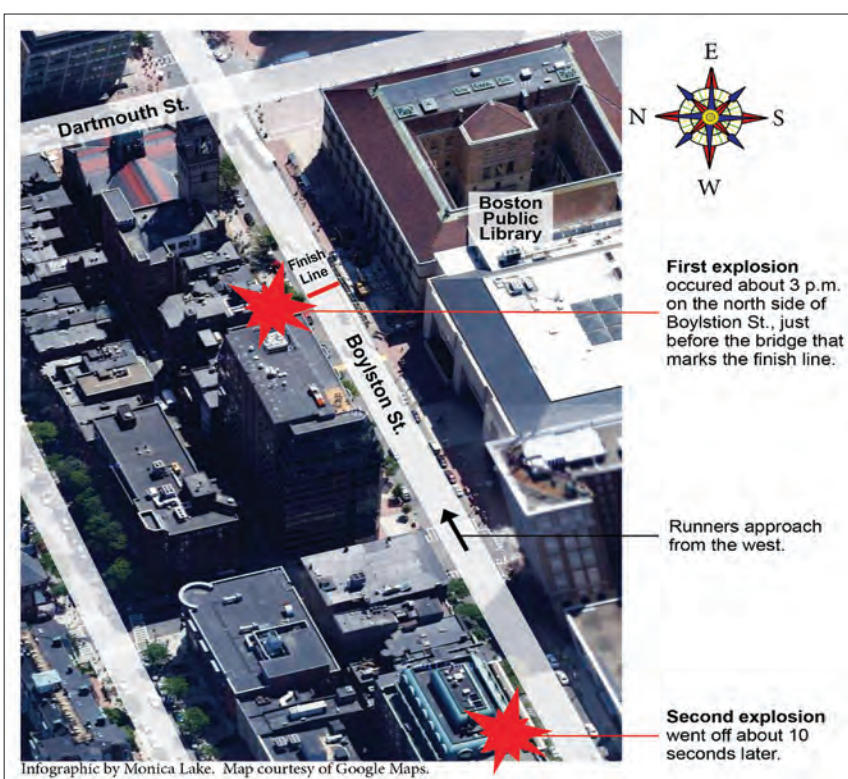 E
N
S
W
Dartmouth St.
Boston
Public
Library
Finish
Line
Boylston St.
First explosion
occured about 3 p.m.
on the north side of
Boylstion St., just
before the bridge that
marks the finish line.
Runners approach
from the west.
Second explosion
went off about 10
seconds later.
Infographic by Monica Lake. Map courtesy of Google Maps.